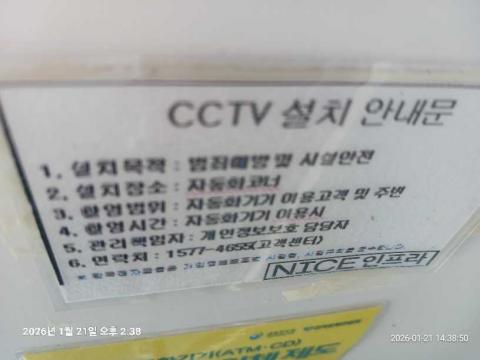 CCTV 설치 안내문
1. 설치목적 : 범죄예방 및 시설안전
2. 설치장소 : 자동화코너
3. 촬영범위 : 자동화기기 이용고객 및 주변
4. 촬영시간 : 자동화기기 이용시
5. 관리책임자 : 개인정보보호 담당자
6. 연락처 : 1577-4655(고객센터)
NICE인프라
2026년 1월 21일 오후 2:38
2026-01-21 14:38:50
(ATM·CD)